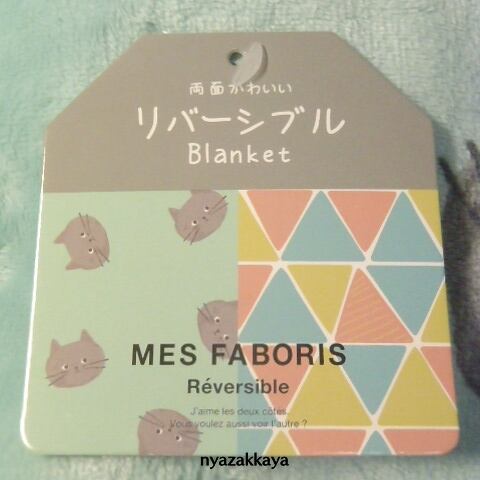 両面かわいい
リバーシブル
Blanket
MES FABORIS
Réversible
J'aime les deux côtés.
Vous voulez aussi voir l'autre ?
nyazakkaya